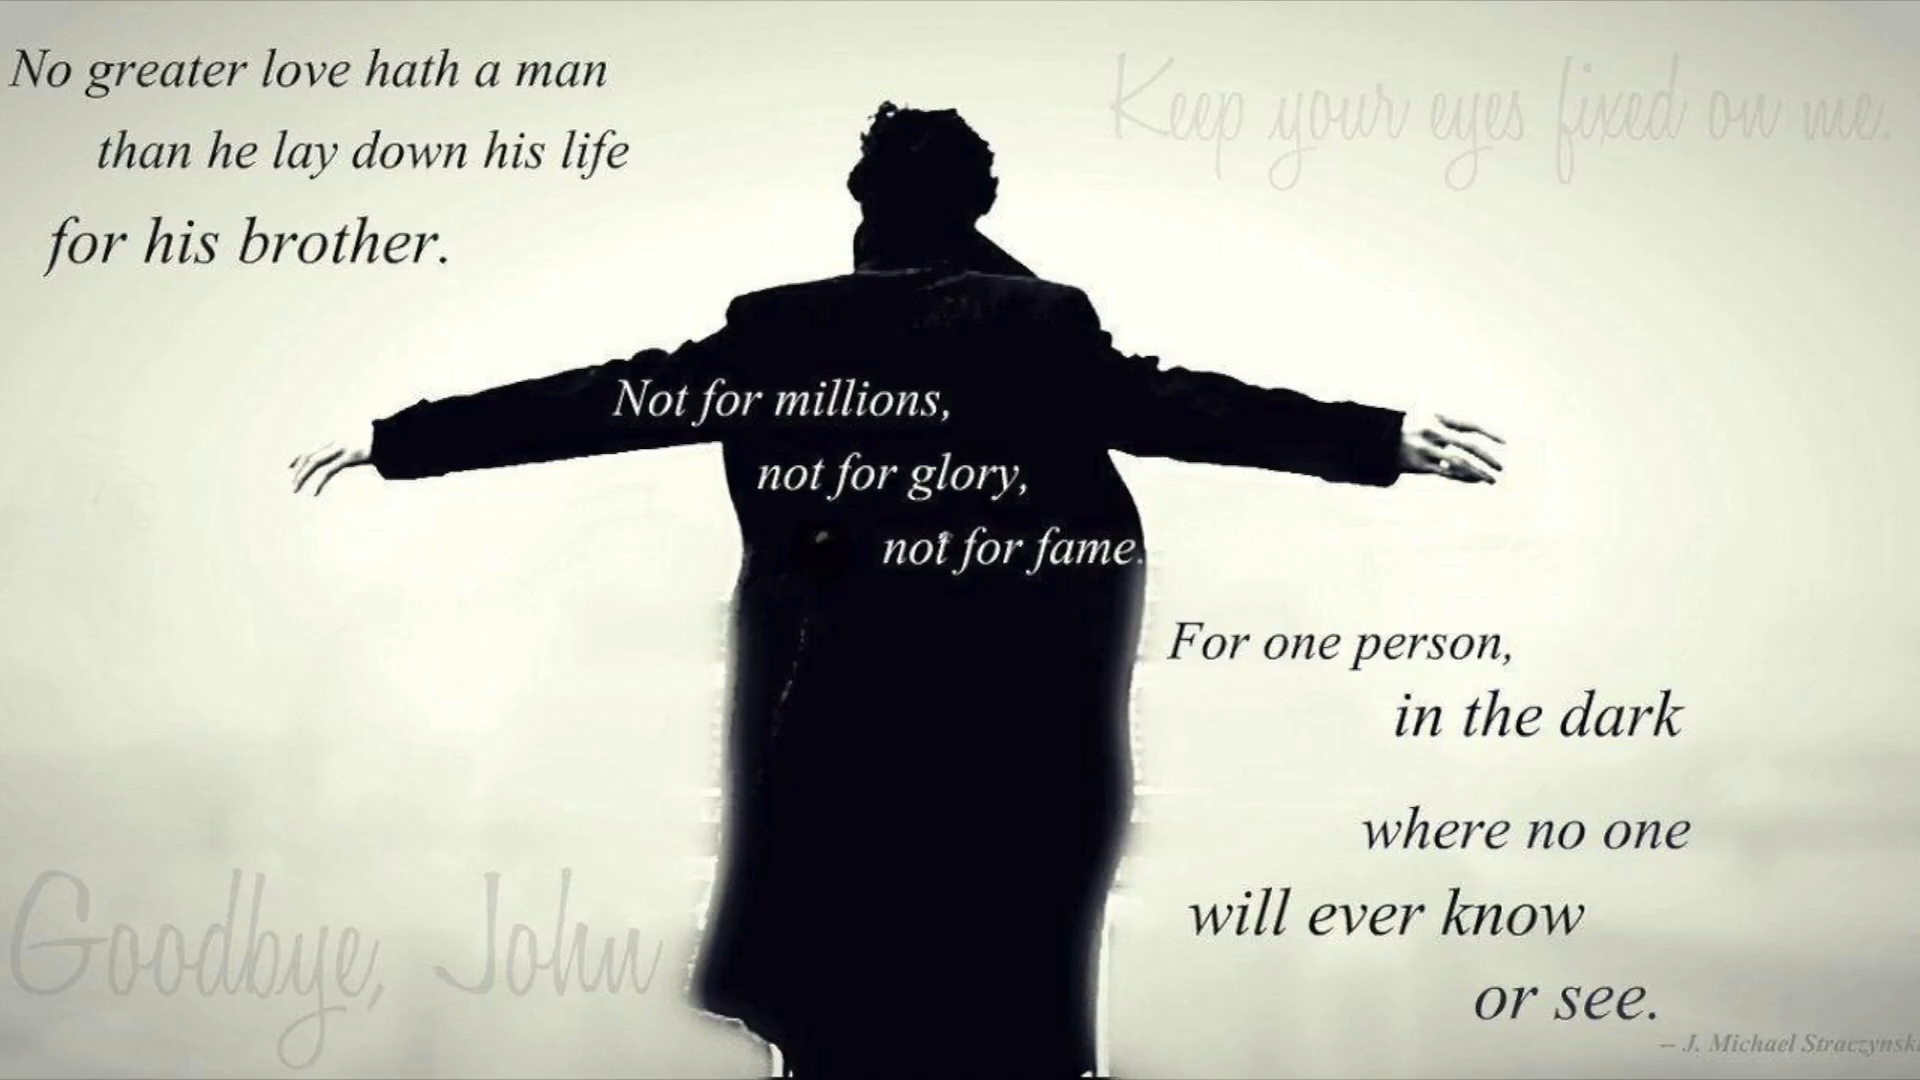 No greater love hath a man
than he lay down his life
for his brother.
Keep your eyes fixed on me.
Not for millions,
not for glory,
not for fame.
For one person,
in the dark
where no one
will ever know
or see.
Goodbye, John
-- J. Michael Straczynski